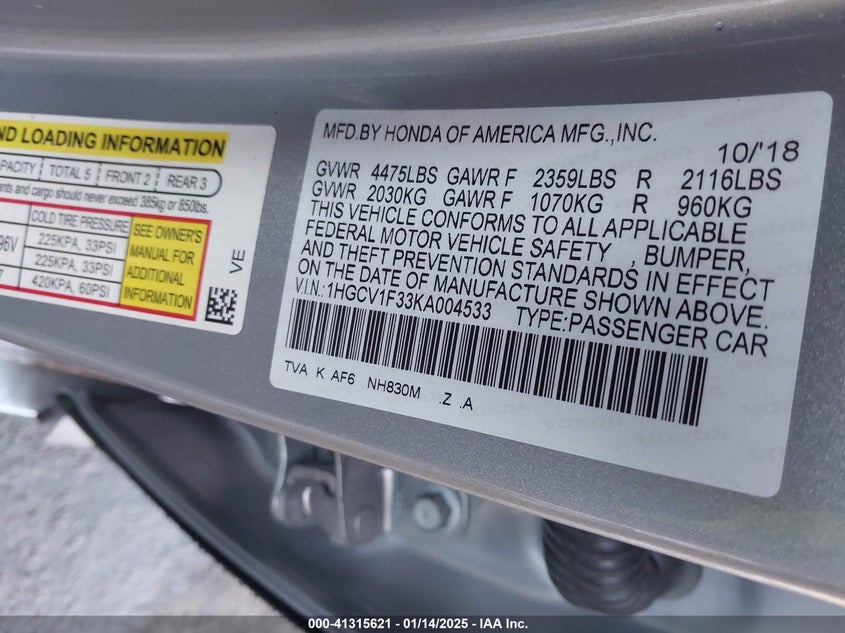 ND LOADING INFORMATION
PACITY TOTAL 5 FRONT 2 REAR 3
ants and cargo should never exceed 385kg or 850lbs.
COLD TIRE PRESSURE
96V 225KPA, 33PSI
225KPA, 33PSI
7 420KPA, 60PSI
SEE OWNER'S
MANUAL FOR
ADDITIONAL
INFORMATION
VE
MFD.BY HONDA OF AMERICA MFG.,INC.
10/'18
GVWR 4475LBS GAWR F 2359LBS R 2116LBS
GVWR 2030KG GAWR F 1070KG R 960KG
THIS VEHICLE CONFORMS TO ALL APPLICABLE
FEDERAL MOTOR VEHICLE SAFETY , BUMPER,
AND THEFT PREVENTION STANDARDS IN EFFECT
ON THE DATE OF MANUFACTURE SHOWN ABOVE.
V.I.N.:1HGCV1F33KA004533 TYPE:PASSENGER CAR
TVA K AF6 NH830M .Z .A
000-41315621 - 01/14/2025 - IAA Inc.